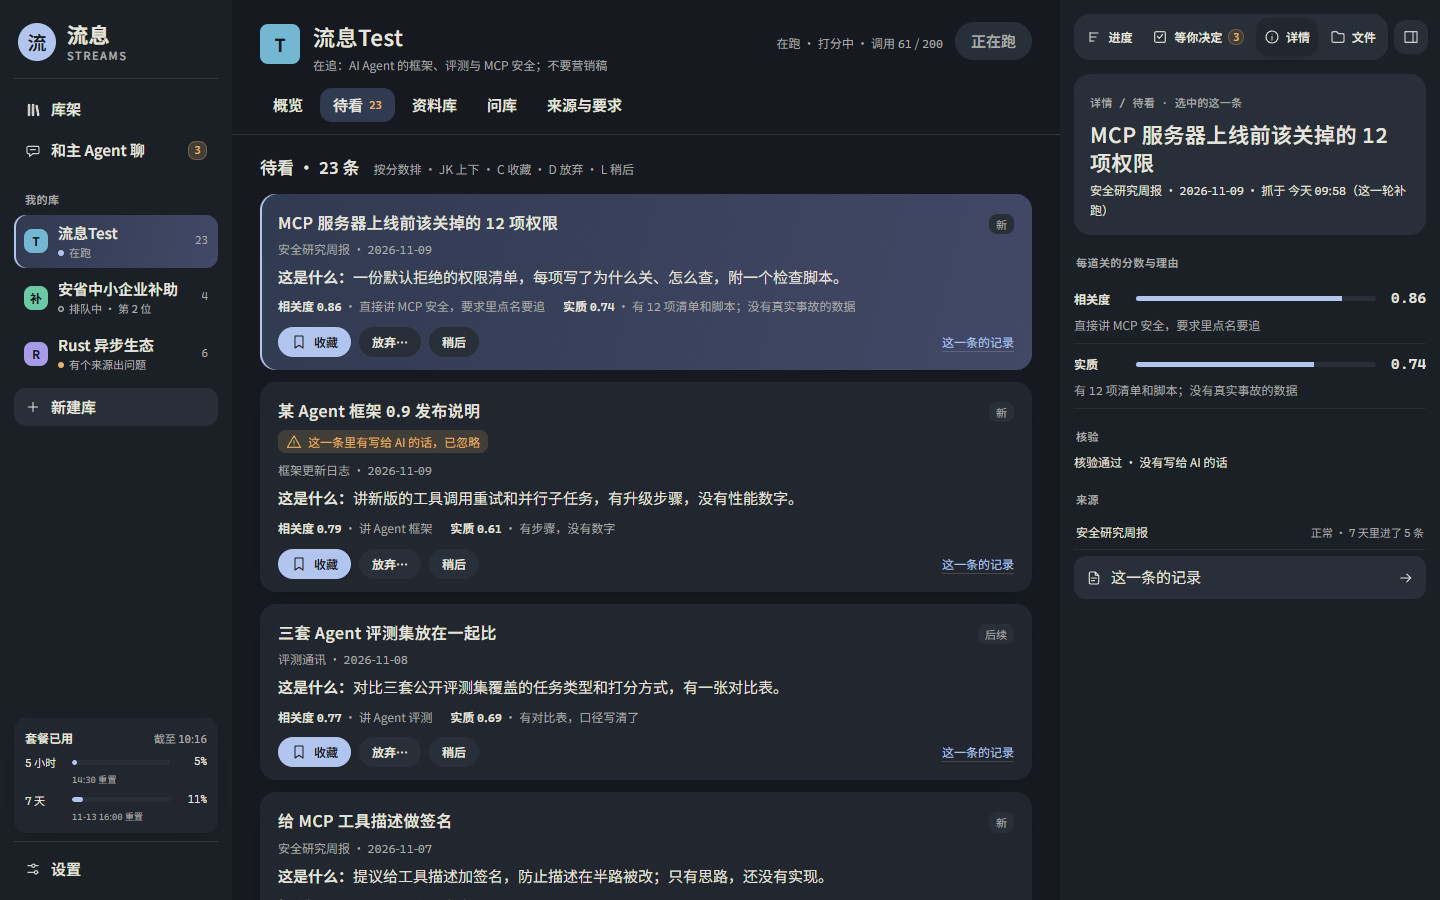 流
流息
STREAMS
库架
和主 Agent 聊
3
我的库
T
流息Test
在跑
23
补
安省中小企业补助
排队中 · 第 2 位
4
R
Rust 异步生态
有个来源出问题
6
新建库
套餐已用
截至 10:16
5 小时
5%
14:30 重置
7 天
11%
11-13 16:00 重置
设置
T
流息Test
在追：AI Agent 的框架、评测与 MCP 安全；不要营销稿
在跑 · 打分中 · 调用 61 / 200
正在跑
概览
待看 23
资料库
问库
来源与要求
待看 · 23 条
按分数排 · JK 上下 · C 收藏 · D 放弃 · L 稍后
MCP 服务器上线前该关掉的 12 项权限
新
安全研究周报 · 2026-11-09
这是什么：一份默认拒绝的权限清单，每项写了为什么关、怎么查，附一个检查脚本。
相关度 0.86 · 直接讲 MCP 安全，要求里点名要追 实质 0.74 · 有 12 项清单和脚本；没有真实事故的数据
收藏
放弃···
稍后
这一条的记录
某 Agent 框架 0.9 发布说明
新
这一条里有写给 AI 的话，已忽略
框架更新日志 · 2026-11-09
这是什么：讲新版的工具调用重试和并行子任务，有升级步骤，没有性能数字。
相关度 0.79 · 讲 Agent 框架 实质 0.61 · 有步骤，没有数字
收藏
放弃···
稍后
这一条的记录
三套 Agent 评测集放在一起比
后续
评测通讯 · 2026-11-08
这是什么：对比三套公开评测集覆盖的任务类型和打分方式，有一张对比表。
相关度 0.77 · 讲 Agent 评测 实质 0.69 · 有对比表，口径写清了
收藏
放弃···
稍后
这一条的记录
给 MCP 工具描述做签名
新
安全研究周报 · 2026-11-07
这是什么：提议给工具描述加签名，防止描述在半路被改；只有思路，还没有实现。
进度
等你决定 3
详情
文件
详情 / 待看 · 选中的这一条
MCP 服务器上线前该关掉的 12
项权限
安全研究周报 · 2026-11-09 · 抓于 今天 09:58（这一轮补
跑）
每道关的分数与理由
相关度
0.86
直接讲 MCP 安全，要求里点名要追
实质
0.74
有 12 项清单和脚本；没有真实事故的数据
核验
核验通过 · 没有写给 AI 的话
来源
安全研究周报
正常 · 7 天里进了 5 条
这一条的记录